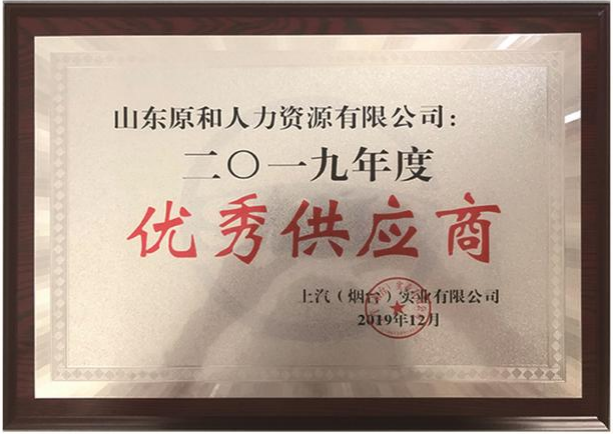 山东原和人力资源有限公司：
二〇一九年度
优秀供应商
上汽（烟台）实业有限公司
2019年12月